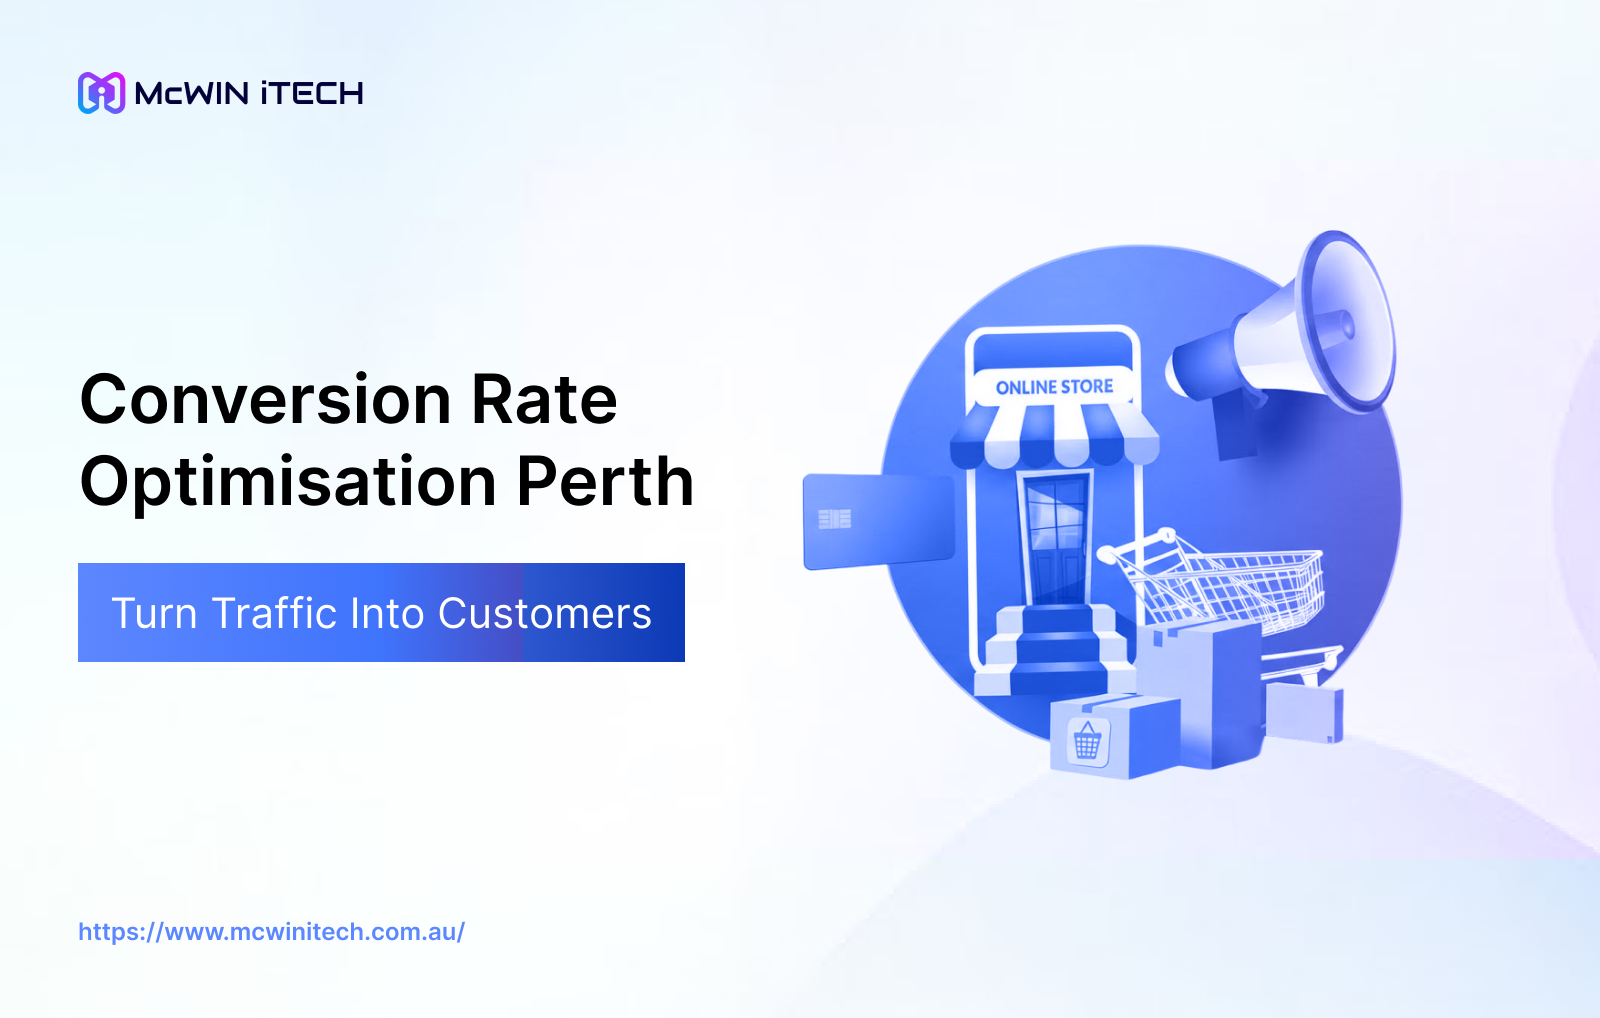 McWIN iTECH
Conversion Rate
Optimisation Perth
Turn Traffic Into Customers
ONLINE STORE
https://www.mcwinitech.com.au/